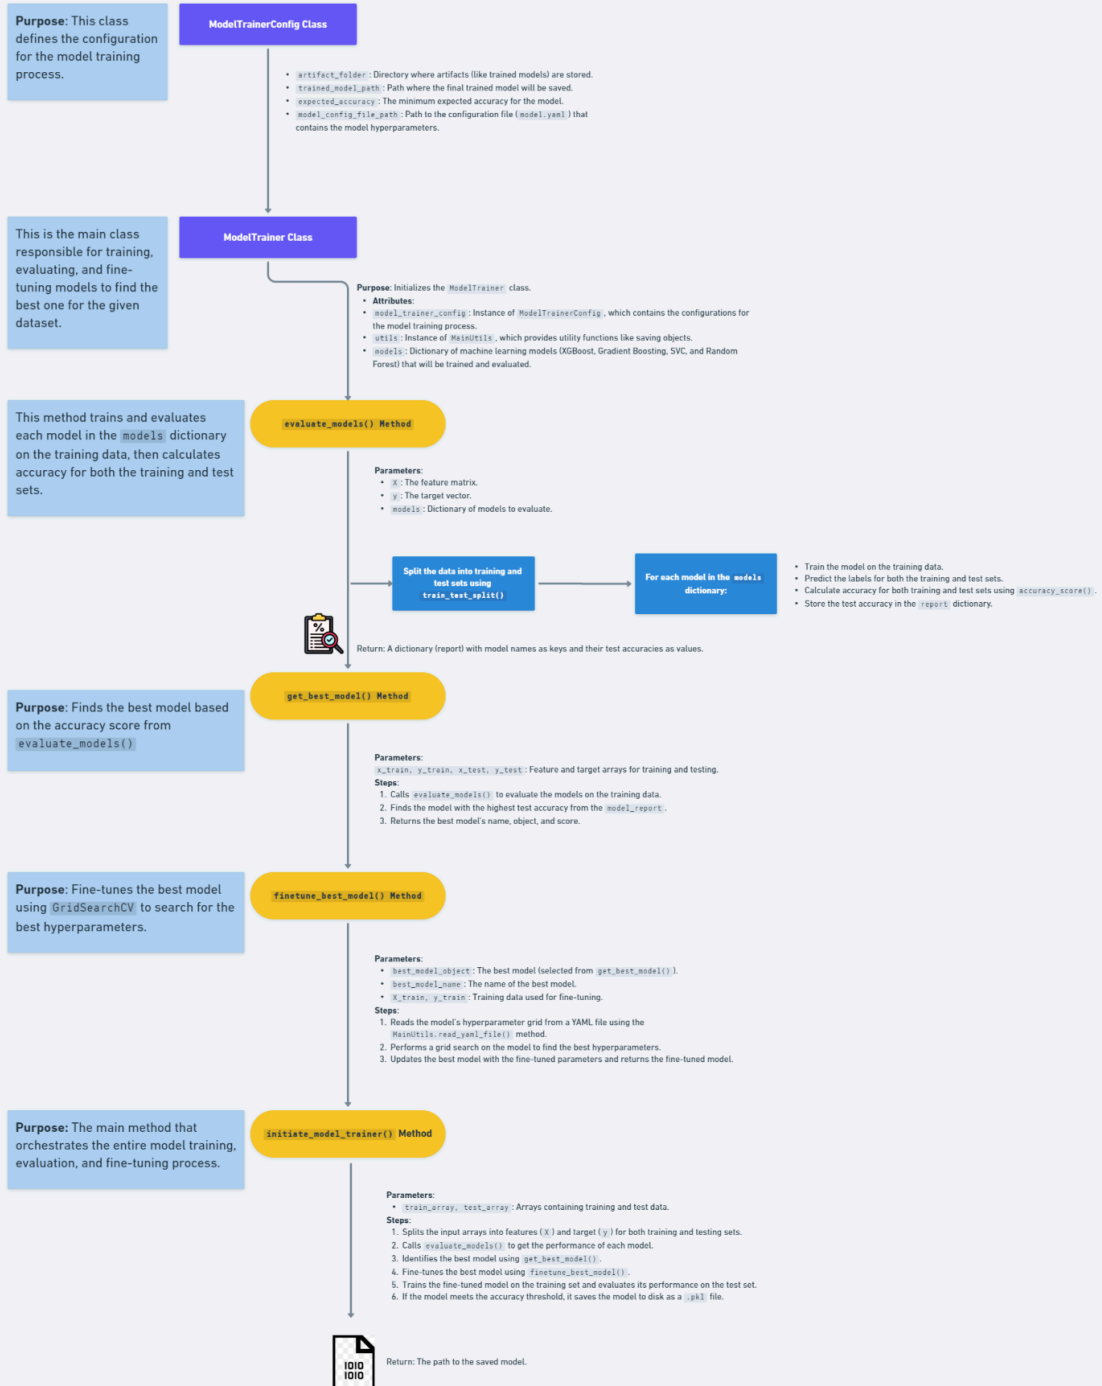 Purpose: This class
defines the configuration
for the model training
process.
ModelTrainerConfig Class
• artifact_folder : Directory where artifacts (like trained models) are stored.
• trained_model_path : Path where the final trained model will be saved.
• expected_accuracy : The minimum expected accuracy for the model.
• model_config_file_path : Path to the configuration file ( model.yaml ) that
contains the model hyperparameters.
This is the main class
responsible for training,
evaluating, and fine-
tuning models to find the
best one for the given
dataset.
ModelTrainer Class
Purpose: Initializes the ModelTrainer class.
• Attributes:
• model_trainer_config : Instance of ModelTrainerConfig , which contains the configurations for
the model training process.
• utils : Instance of MainUtils , which provides utility functions like saving objects.
• models : Dictionary of machine learning models (XGBoost, Gradient Boosting, SVC, and Random
Forest) that will be trained and evaluated.
This method trains and evaluates
each model in the models dictionary
on the training data, then calculates
accuracy for both the training and test
sets.
evaluate_models() Method
Parameters:
• X : The feature matrix.
• y : The target vector.
• models : Dictionary of models to evaluate.
Split the data into training and
test sets using
train_test_split()
For each model in the models
dictionary:
• Train the model on the training data.
• Predict the labels for both the training and test sets.
• Calculate accuracy for both training and test sets using accuracy_score() .
• Store the test accuracy in the report dictionary.
Return: A dictionary (report) with model names as keys and their test accuracies as values.
Purpose: Finds the best model based
on the accuracy score from
evaluate_models()
get_best_model() Method
Parameters:
x_train, y_train, x_test, y_test : Feature and target arrays for training and testing.
Steps:
1. Calls evaluate_models() to evaluate the models on the training data.
2. Finds the model with the highest test accuracy from the model_report .
3. Returns the best model's name, object, and score.
Purpose: Fine-tunes the best model
using GridSearchCV to search for the
best hyperparameters.
finetune_best_model() Method
Parameters:
• best_model_object : The best model (selected from get_best_model() ).
• best_model_name : The name of the best model.
• X_train, y_train : Training data used for fine-tuning.
Steps:
1. Reads the model's hyperparameter grid from a YAML file using the
MainUtils.read_yaml_file() method.
2. Performs a grid search on the model to find the best hyperparameters.
3. Updates the best model with the fine-tuned parameters and returns the fine-tuned model.
Purpose: The main method that
orchestrates the entire model training,
evaluation, and fine-tuning process.
initiate_model_trainer() Method
Parameters:
• train_array, test_array : Arrays containing training and test data.
Steps:
1. Splits the input arrays into features ( X ) and target ( y ) for both training and testing sets.
2. Calls evaluate_models() to get the performance of each model.
3. Identifies the best model using get_best_model() .
4. Fine-tunes the best model using finetune_best_model() .
5. Trains the fine-tuned model on the training set and evaluates its performance on the test set.
6. If the model meets the accuracy threshold, it saves the model to disk as a .pkl file.
1010
1010
Return: The path to the saved model.